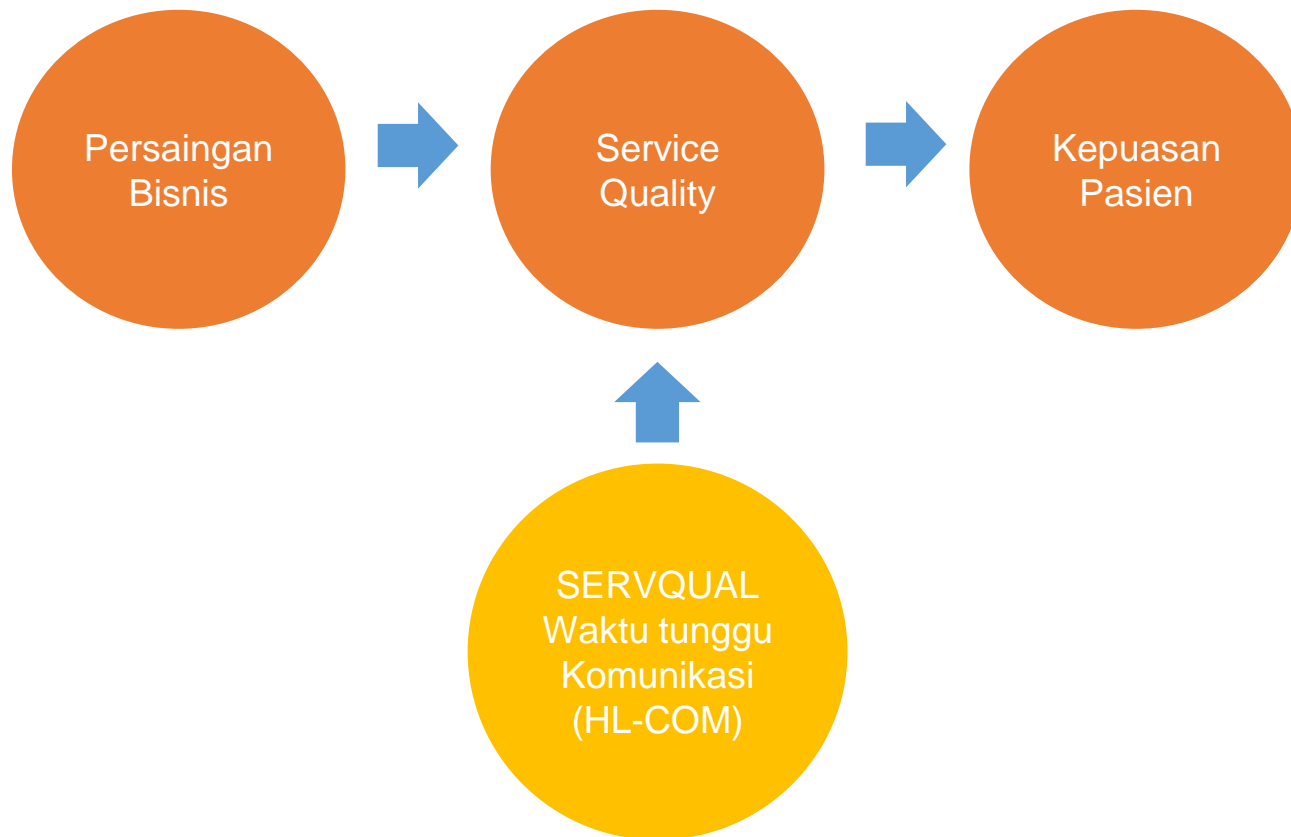 Persaingan
Bisnis
Service
Quality
Kepuasan
Pasien
SERVQUAL
Waktu tunggu
Komunikasi
(HL-COM)